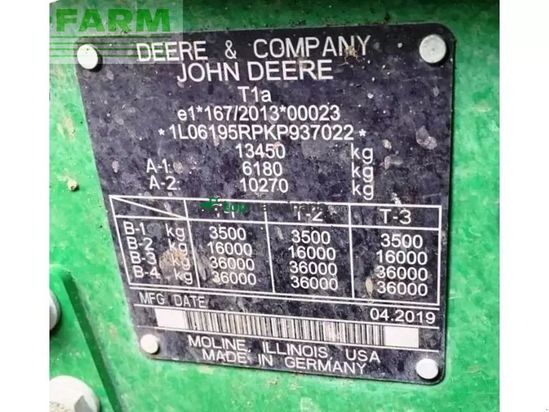 FARM
DEERE & COMPANY
JOHN DEERE
T1a
e1*167/2013*00023
*1L06195RPKP937022*
13450 kg
A-1: 6180 kg
A-2: 10270 kg
T-2 T-3
B-1 kg 3500 3500 3500
B-2 kg 16000 16000 16000
B-3 kg 36000 36000 36000
B-4 kg 36000 36000 36000
MFG DATE 04.2019
MOLINE, ILLINOIS, USA
MADE IN GERMANY